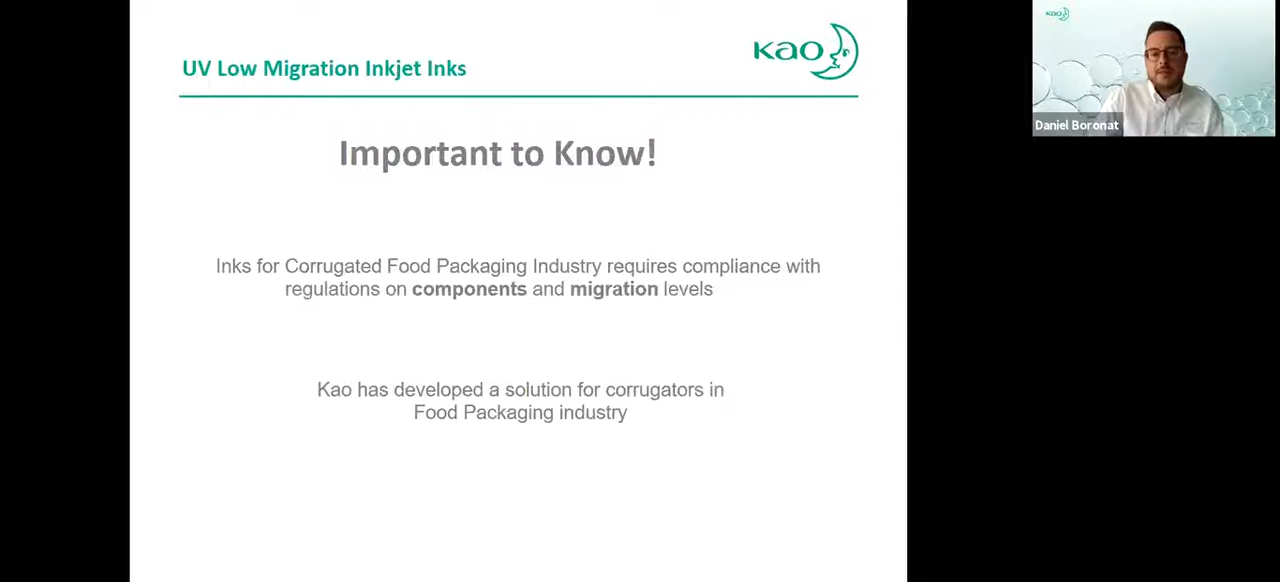 UV Low Migration Inkjet Inks
Kao
Important to Know!
Inks for Corrugated Food Packaging Industry requires compliance with
regulations on components and migration levels
Kao has developed a solution for corrugators in
Food Packaging industry
Kao
Daniel Boronat